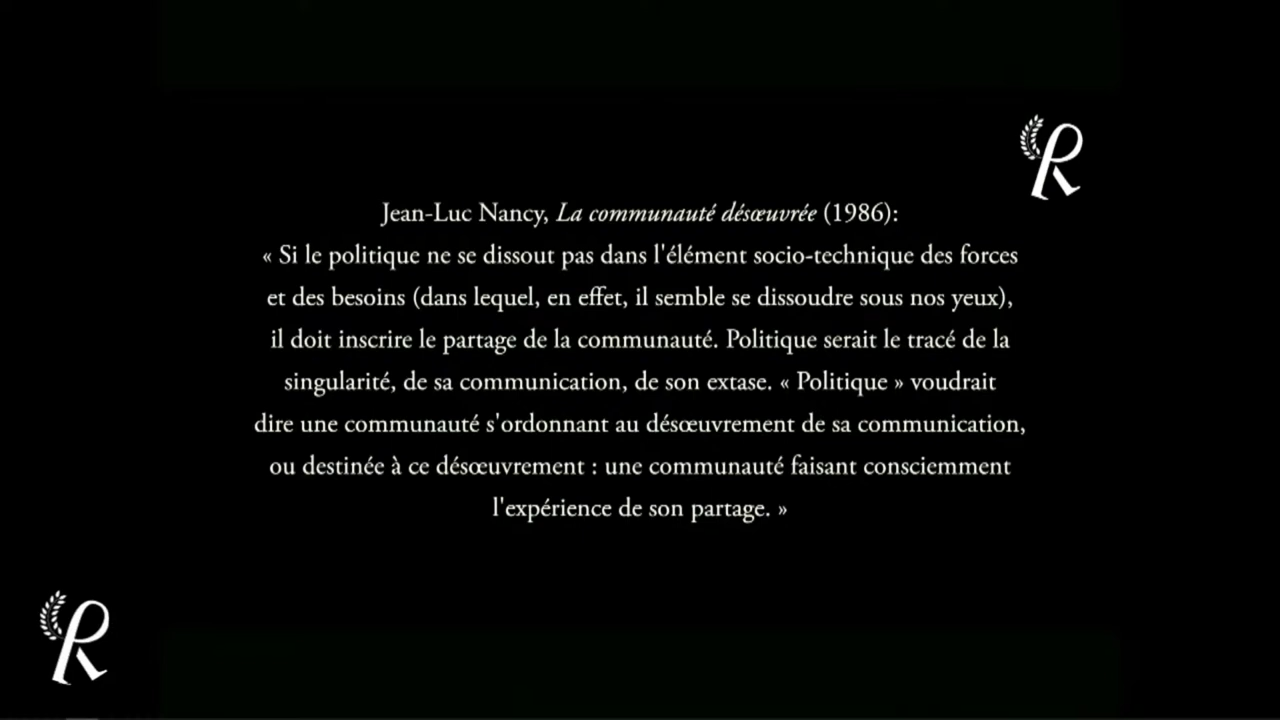 Jean-Luc Nancy, La communauté désœuvrée (1986):
« Si le politique ne se dissout pas dans l'élément socio-technique des forces
et des besoins (dans lequel, en effet, il semble se dissoudre sous nos yeux),
il doit inscrire le partage de la communauté. Politique serait le tracé de la
singularité, de sa communication, de son extase. « Politique » voudrait
dire une communauté s'ordonnant au désœuvrement de sa communication,
ou destinée à ce désœuvrement : une communauté faisant consciemment
l'expérience de son partage. »
R
R